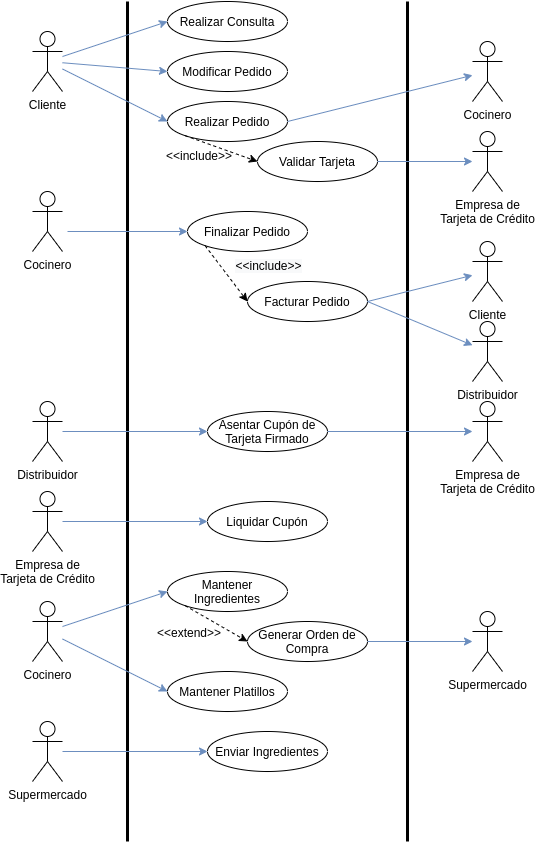 Realizar Consulta
Modificar Pedido
Cliente
Realizar Pedido
Cocinero
<<include>>
Validar Tarjeta
Empresa de
Tarjeta de Crédito
Finalizar Pedido
Cocinero
<<include>>
Facturar Pedido
Cliente
Distribuidor
Asentar Cupón de
Tarjeta Firmado
Distribuidor
Empresa de
Tarjeta de Crédito
Liquidar Cupón
Empresa de
Tarjeta de Crédito
Mantener
Ingredientes
<<extend>>
Generar Orden de
Compra
Cocinero
Supermercado
Mantener Platillos
Enviar Ingredientes
Supermercado